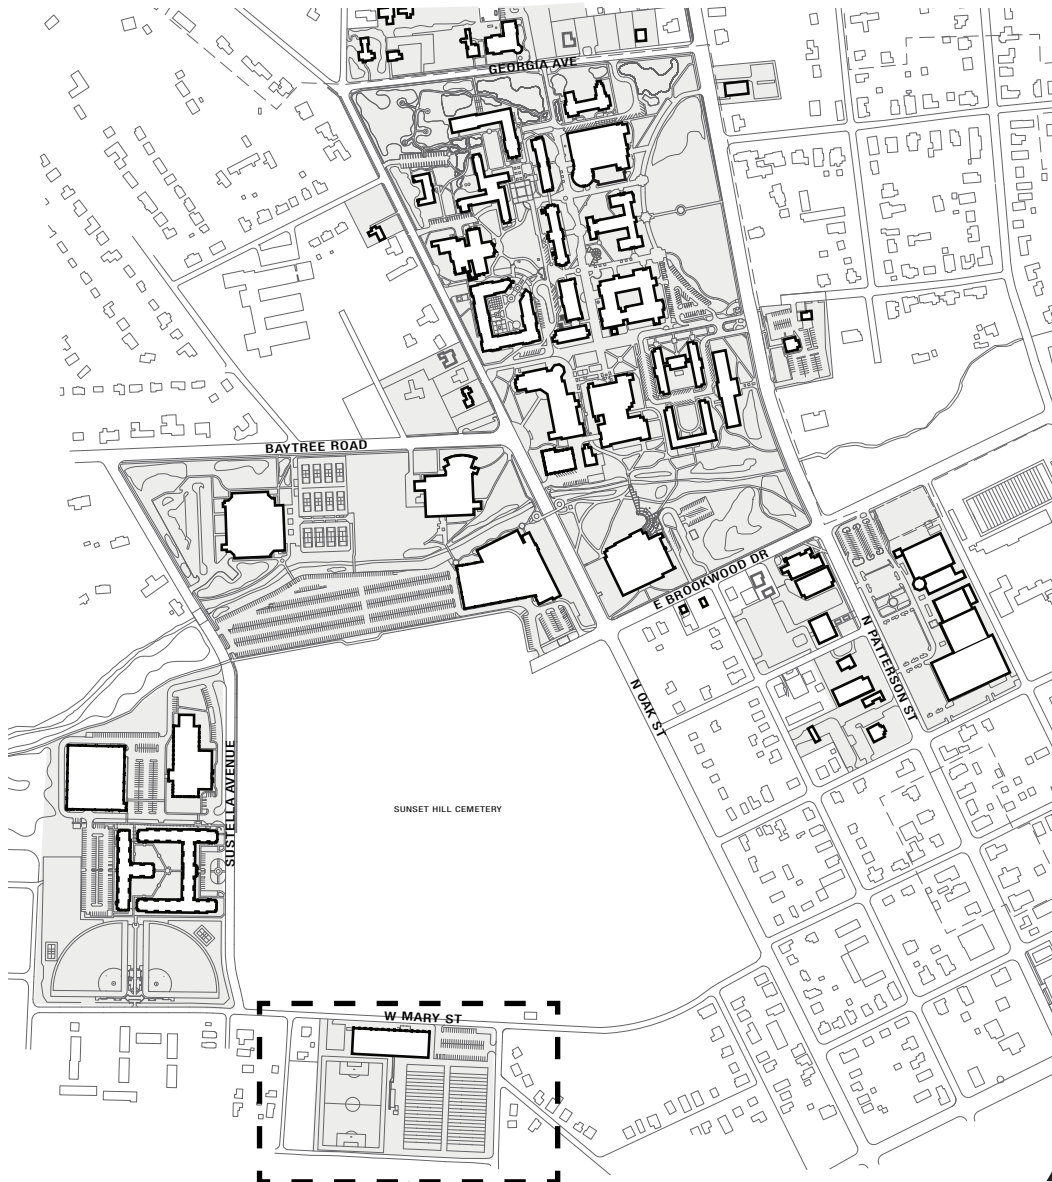 GEORGIA AVE
BAYTREE ROAD
E BROOKWOOD DR
N PATTERSON ST
N OAK ST
SUSTELLA AVENUE
SUNSET HILL CEMETERY
W MARY ST